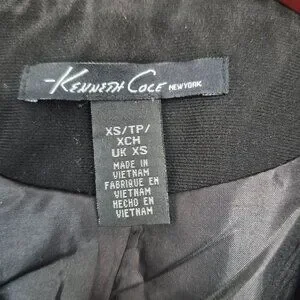 Kenneth Cole NEW YORK
XS/TP/
XCH
UK XS
MADE IN
VIETNAM
FABRIQUE EN
VIETNAM
HECHO EN
VIETNAM